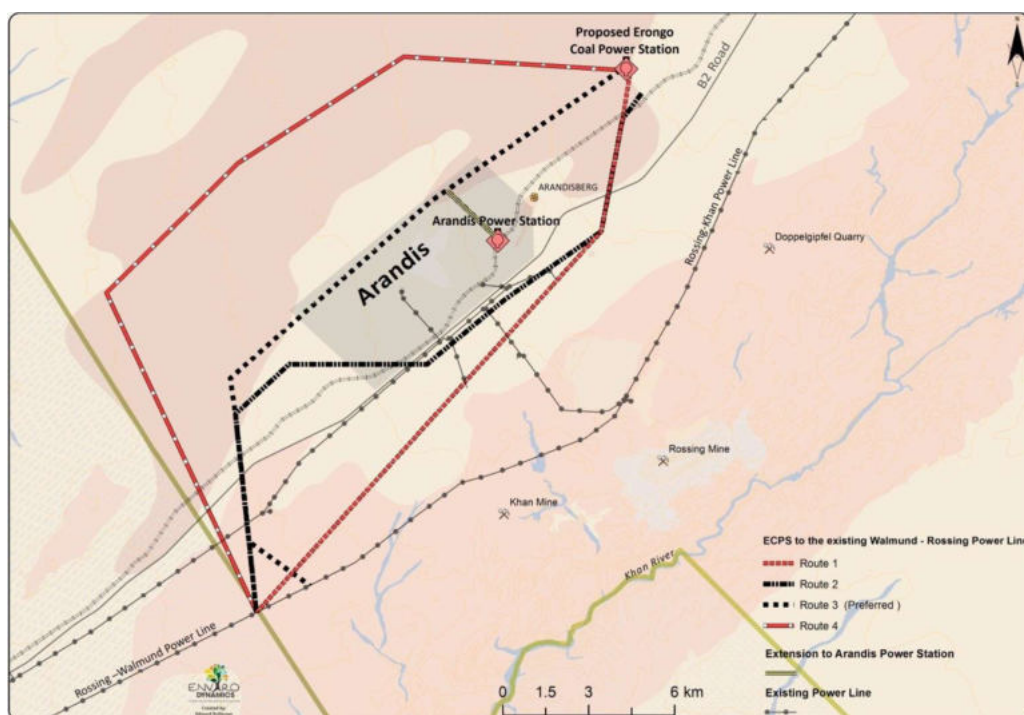 Proposed Erongo
Coal Power Station
B2 Road
ARANDISBERG
Arandis Power Station
Rossing-Khan Power Line
Doppelgipfel Quarry
Arandis
Rossing Mine
Khan Mine
Khan River
Rossing –Walmund Power Line
ECPS to the existing Walmund - Rossing Power Line
Route 1
Route 2
Route 3 (Preferred )
Route 4
Extension to Arandis Power Station
Existing Power Line
ENVIRO
DYNAMICS
0 1.5 3 6 km